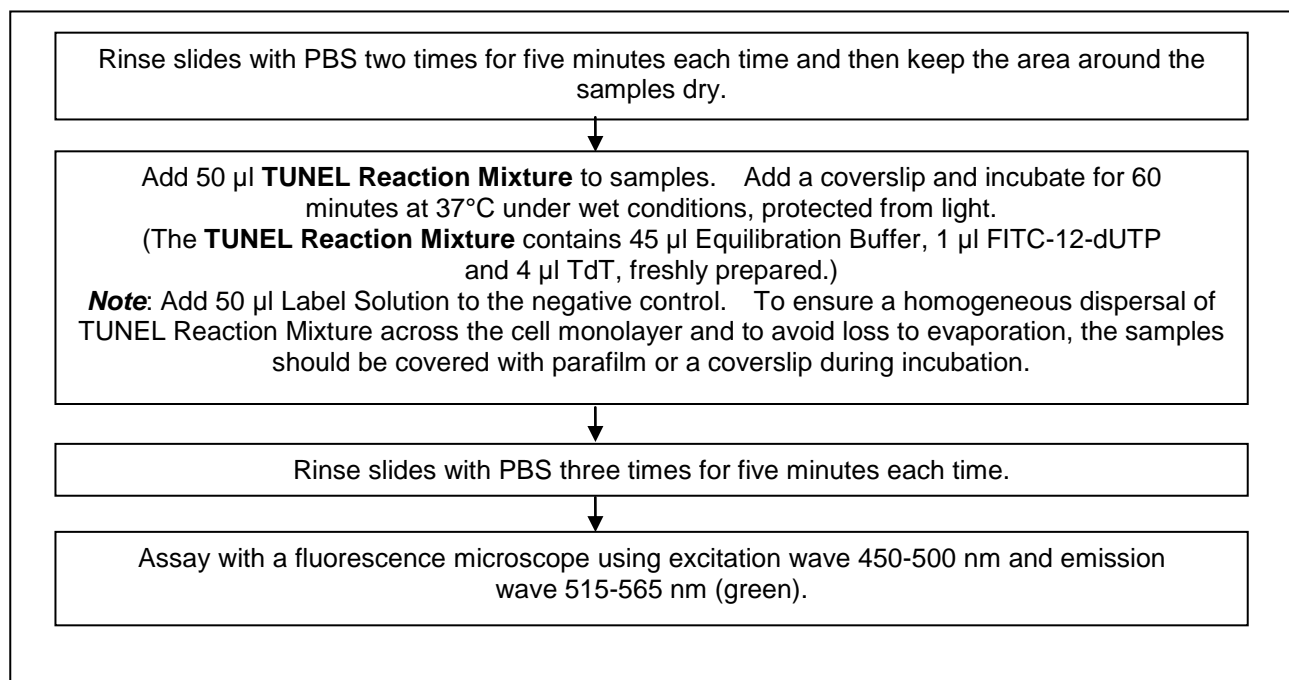 Rinse slides with PBS two times for five minutes each time and then keep the area around the
samples dry.
Add 50 µl TUNEL Reaction Mixture to samples. Add a coverslip and incubate for 60
minutes at 37°C under wet conditions, protected from light.
(The TUNEL Reaction Mixture contains 45 µl Equilibration Buffer, 1 µl FITC-12-dUTP
and 4 µl TdT, freshly prepared.)
Note: Add 50 µl Label Solution to the negative control. To ensure a homogeneous dispersal of
TUNEL Reaction Mixture across the cell monolayer and to avoid loss to evaporation, the samples
should be covered with parafilm or a coverslip during incubation.
Rinse slides with PBS three times for five minutes each time.
Assay with a fluorescence microscope using excitation wave 450-500 nm and emission
wave 515-565 nm (green).